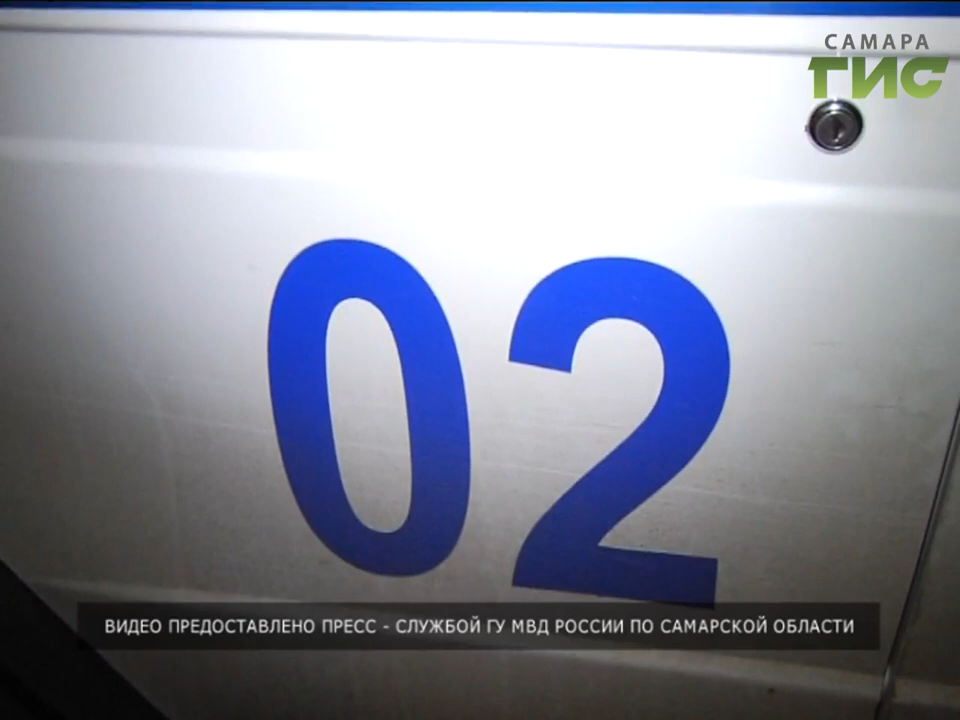 САМАРА
ГИС
02
ВИДЕО ПРЕДОСТАВЛЕНО ПРЕСС - СЛУЖБОЙ ГУ МВД РОССИИ ПО САМАРСКОЙ ОБЛАСТИ